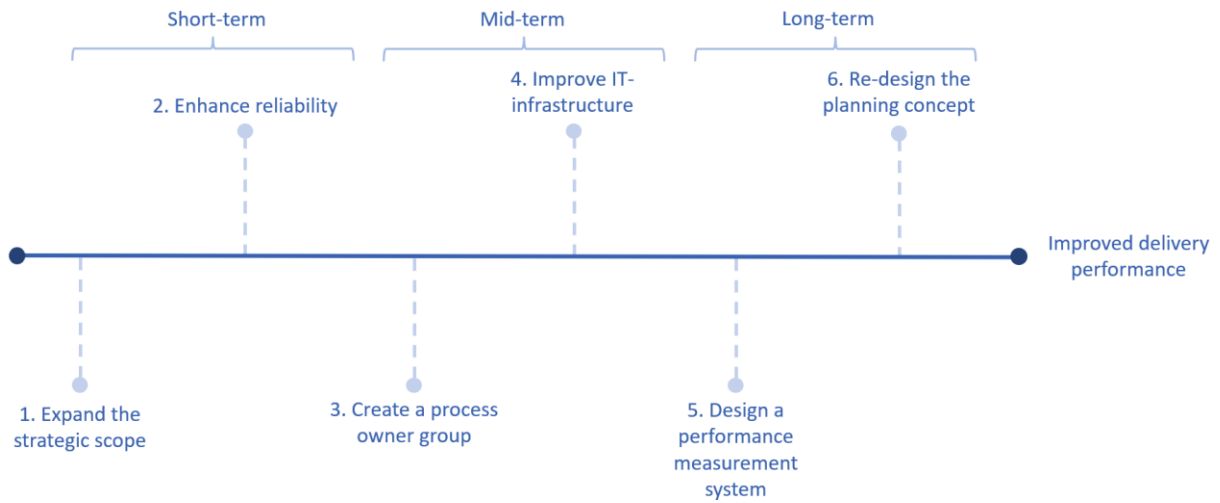 Short-term
Mid-term
Long-term
2. Enhance reliability
4. Improve IT-
infrastructure
6. Re-design the
planning concept
Improved delivery
performance
1. Expand the
strategic scope
3. Create a process
owner group
5. Design a
performance
measurement
system